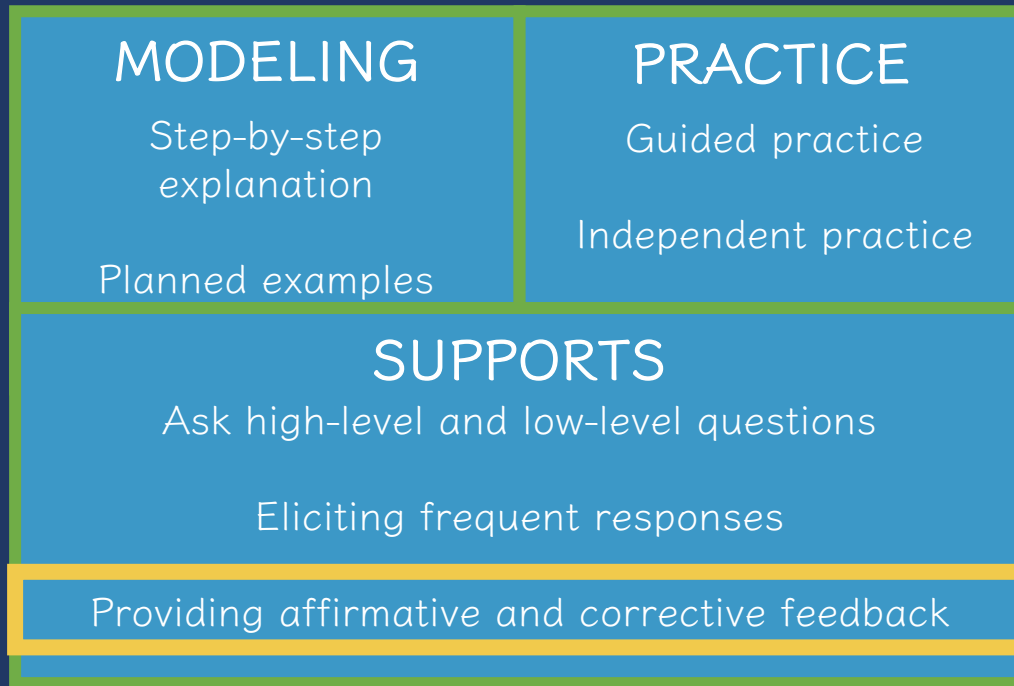 MODELING
Step-by-step
explanation
Planned examples
PRACTICE
Guided practice
Independent practice
SUPPORTS
Ask high-level and low-level questions
Eliciting frequent responses
Providing affirmative and corrective feedback